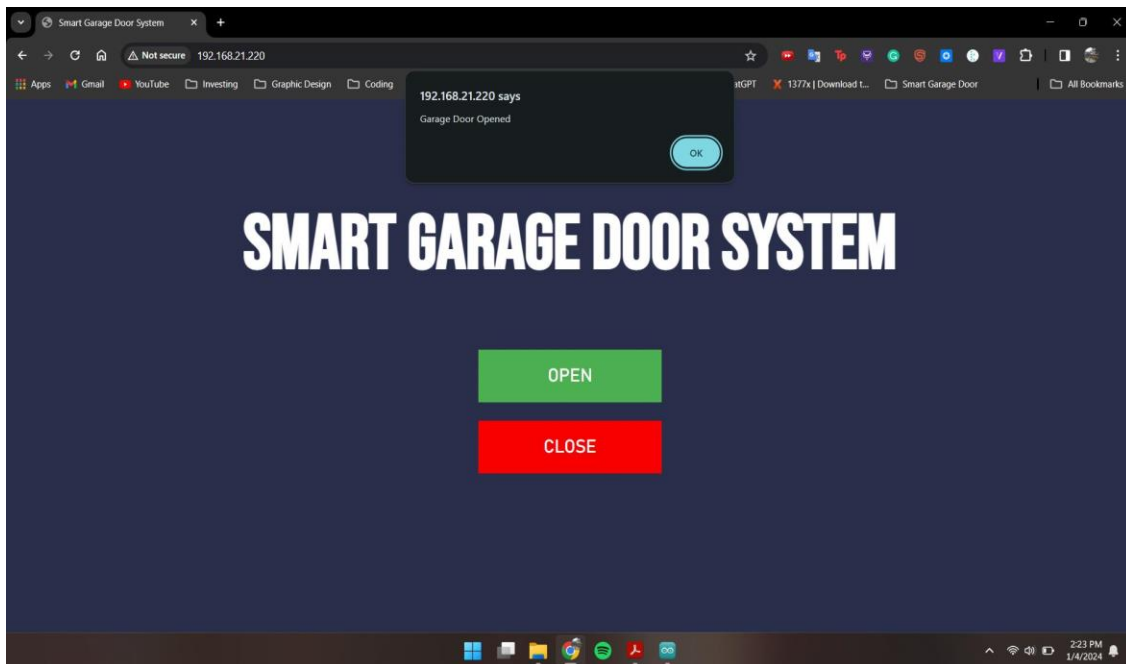 Smart Garage Door System
Not secure 192.168.21.220
Apps Gmail YouTube Investing Graphic Design Coding atGPT 1377x | Download t... Smart Garage Door All Bookmarks
192.168.21.220 says
Garage Door Opened
OK
SMART GARAGE DOOR SYSTEM
OPEN
CLOSE
2:23 PM
1/4/2024